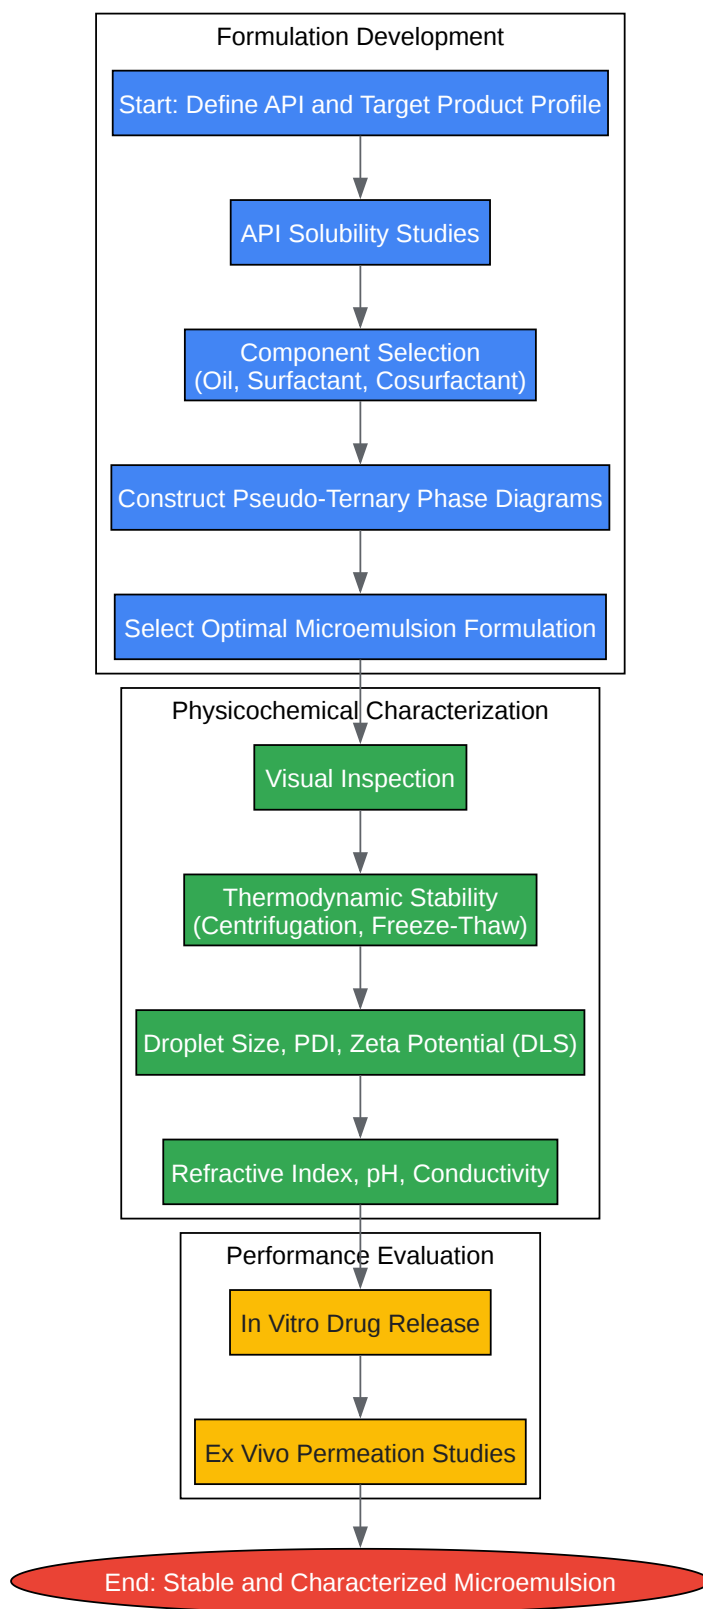 Formulation Development
Start: Define API and Target Product Profile
API Solubility Studies
Component Selection
(Oil, Surfactant, Cosurfactant)
Construct Pseudo-Ternary Phase Diagrams
Select Optimal Microemulsion Formulation
Physicochemical Characterization
Visual Inspection
Thermodynamic Stability
(Centrifugation, Freeze-Thaw)
Droplet Size, PDI, Zeta Potential (DLS)
Refractive Index, pH, Conductivity
Performance Evaluation
In Vitro Drug Release
Ex Vivo Permeation Studies
End: Stable and Characterized Microemulsion